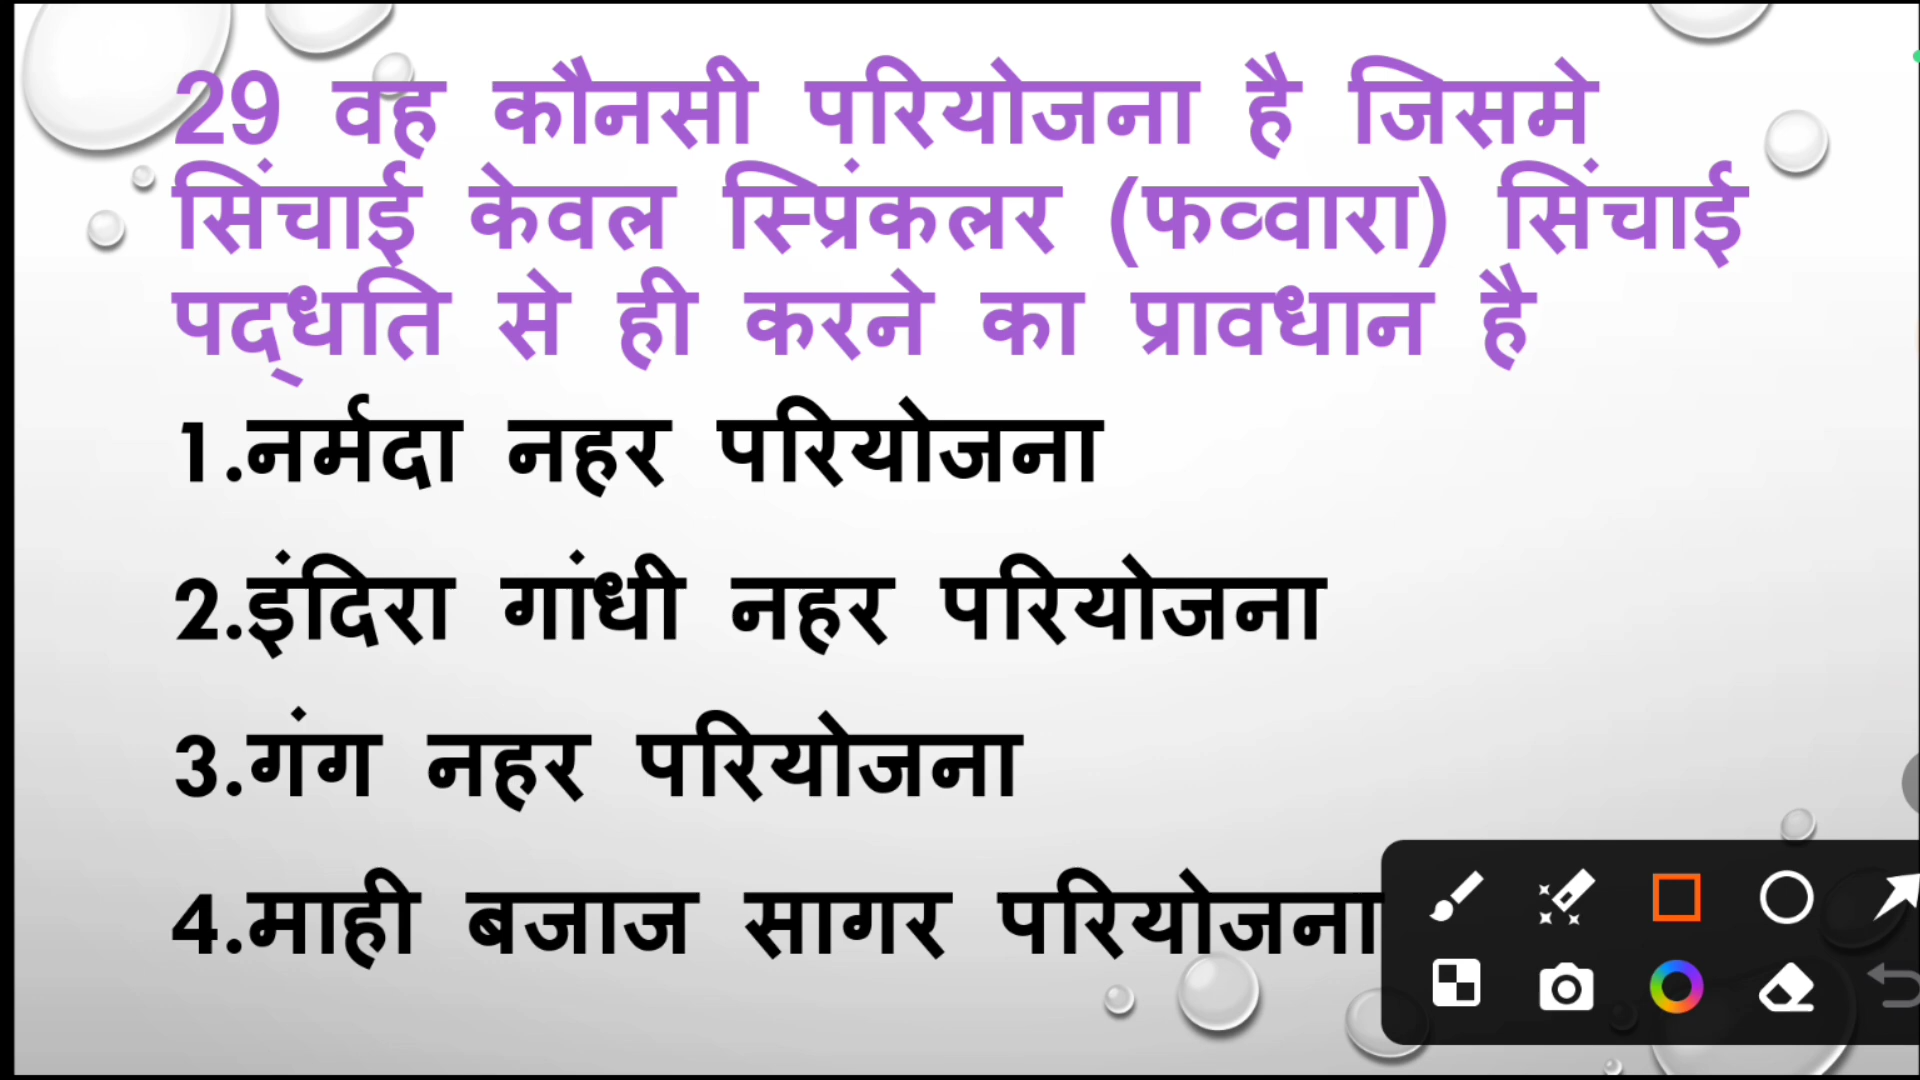 29 वह कौनसी परियोजना है जिसमे
सिंचाई केवल स्प्रिंकलर (फव्वारा) सिंचाई
पद्धति से ही करने का प्रावधान है
1.नर्मदा नहर परियोजना
2.इंदिरा गांधी नहर परियोजना
3.गंग नहर परियोजना
4.माही बजाज सागर परियोजना